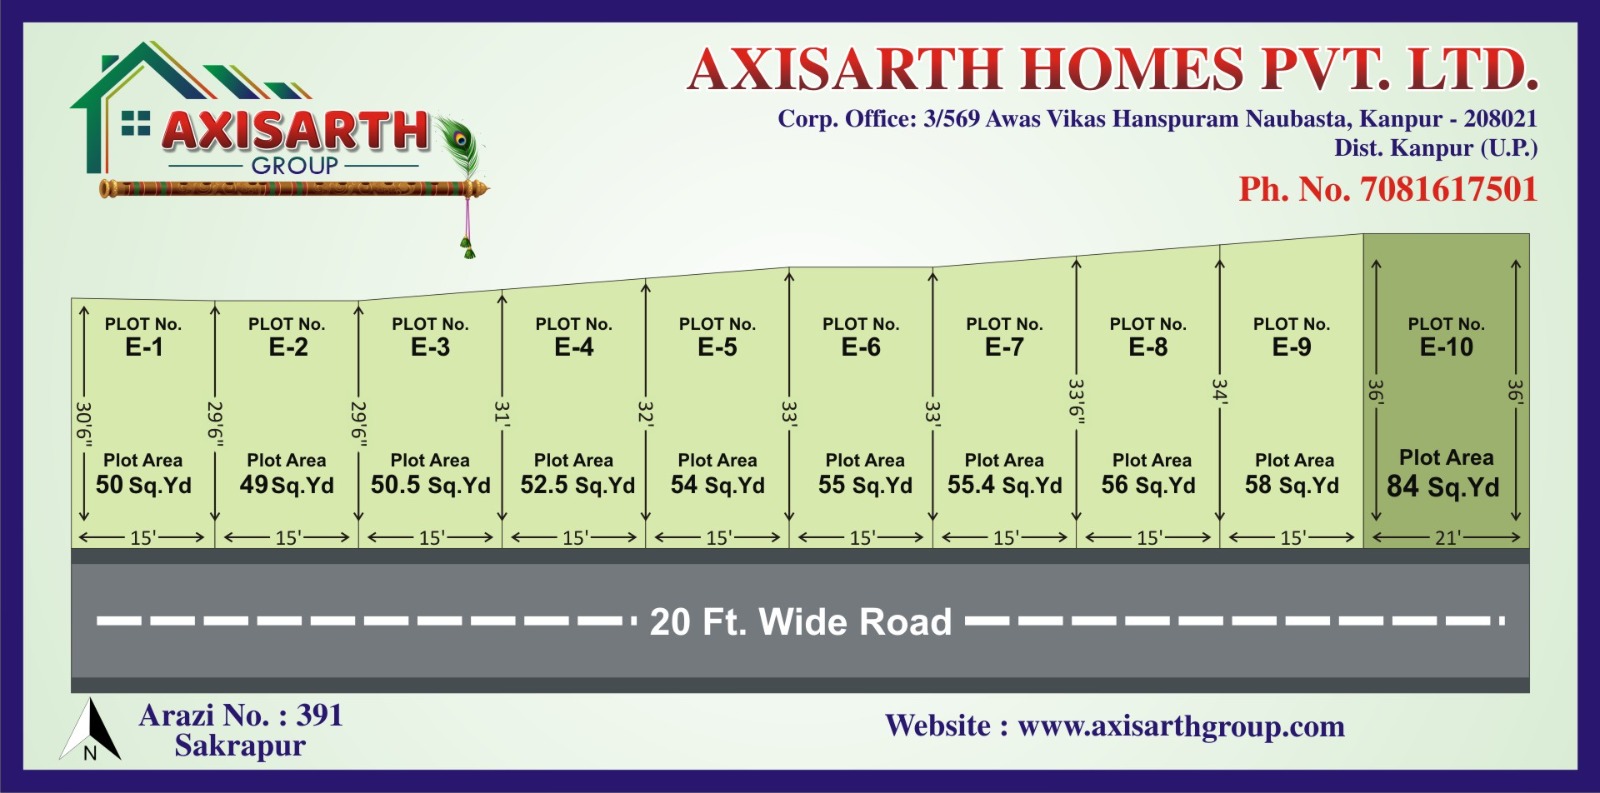 AXISARTH
GROUP
AXISARTH HOMES PVT. LTD.
Corp. Office: 3/569 Awas Vikas Hanspuram Naubasta, Kanpur - 208021
Dist. Kanpur (U.P.)
Ph. No. 7081617501
PLOT No. PLOT No. PLOT No. PLOT No. PLOT No. PLOT No. PLOT No. PLOT No. PLOT No. PLOT No.
E-1 E-2 E-3 E-4 E-5 E-6 E-7 E-8 E-9 E-10
30'6" 29'6" 29'6" 31' 32' 33' 33' 33'6" 34' 36' 36'
Plot Area Plot Area Plot Area Plot Area Plot Area Plot Area Plot Area Plot Area Plot Area Plot Area
50 Sq.Yd 49 Sq.Yd 50.5 Sq.Yd 52.5 Sq.Yd 54 Sq.Yd 55 Sq.Yd 55.4 Sq.Yd 56 Sq.Yd 58 Sq.Yd 84 Sq.Yd
15' 15' 15' 15' 15' 15' 15' 15' 15' 21'
20 Ft. Wide Road
N
Arazi No. : 391
Sakrapur
Website : www.axisarthgroup.com